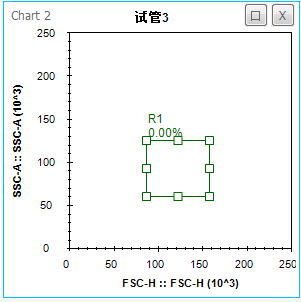 Chart 2
试管3
口
X
250
200
150
100
50
0
SSC-A :: SSC-A (10^3)
R1
0.00%
0 50 100 150 200 250
FSC-H :: FSC-H (10^3)